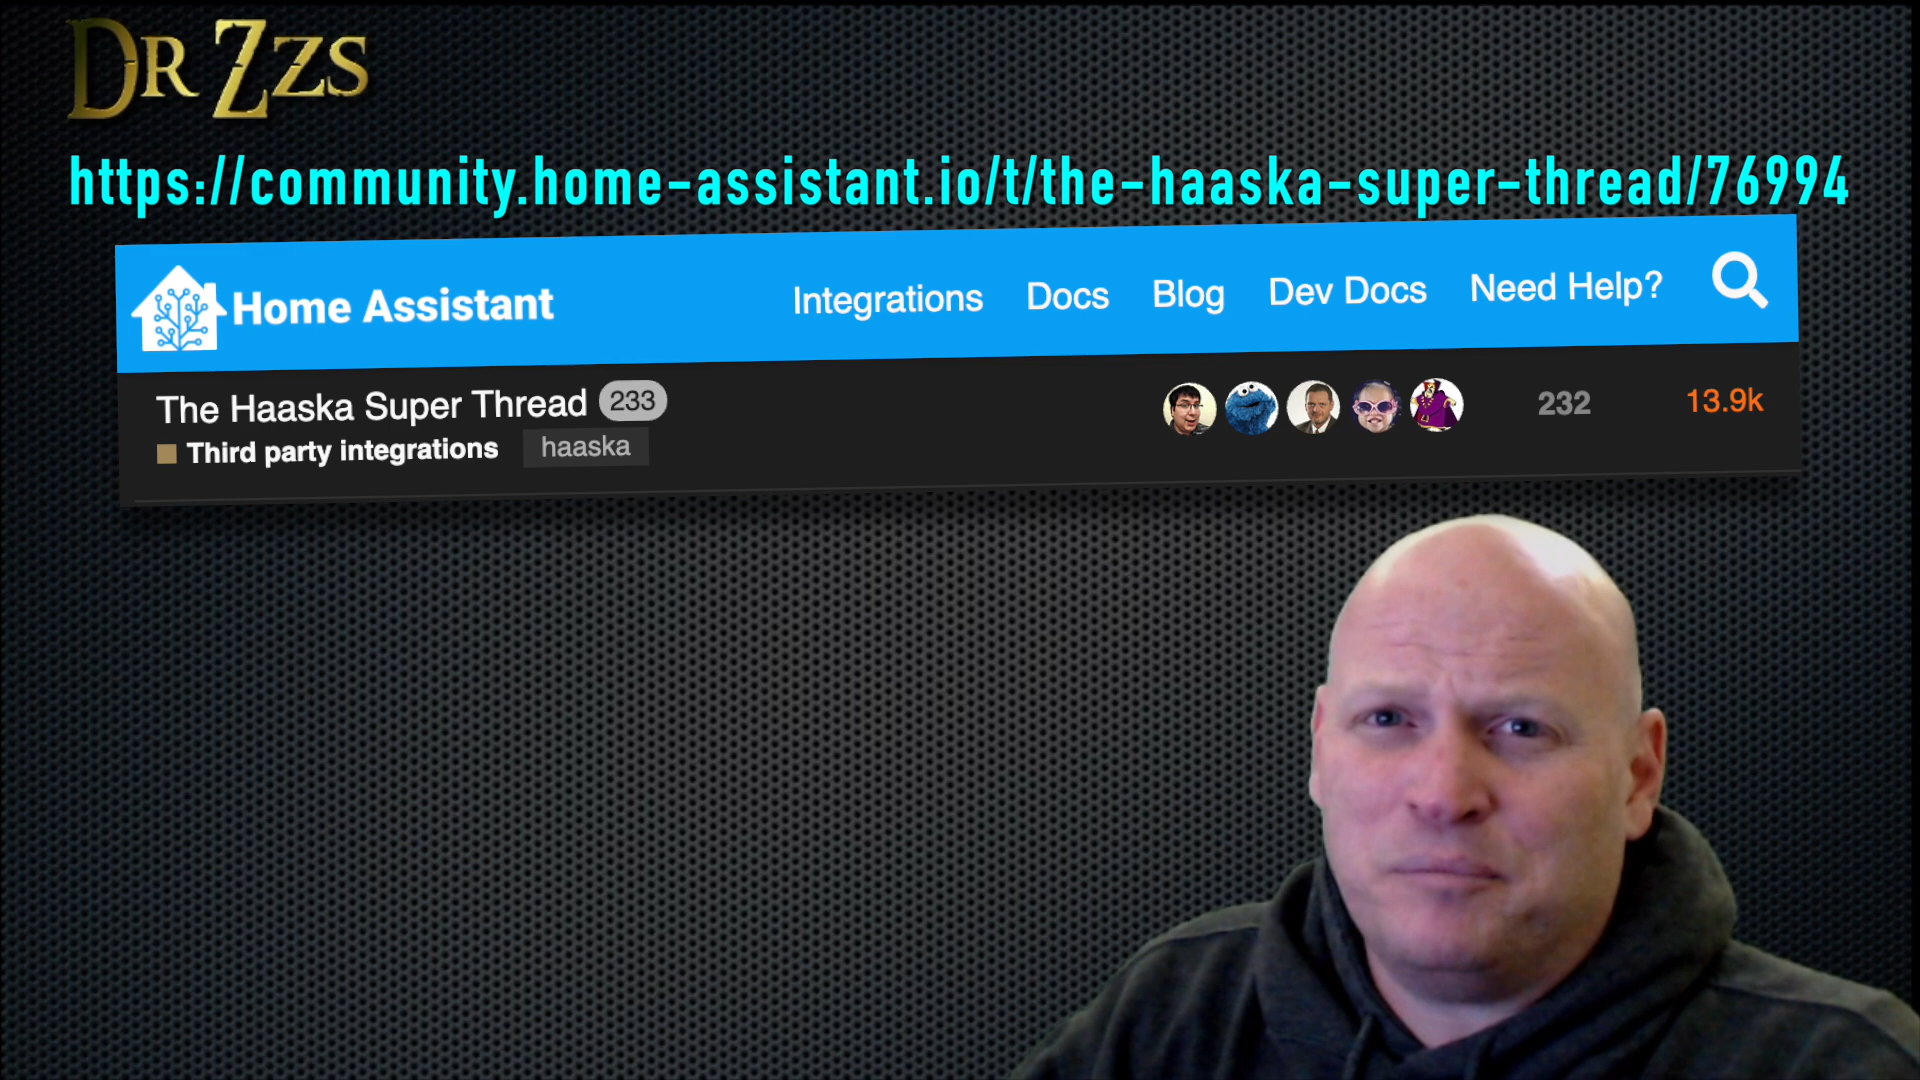 DR ZZS
https://community.home-assistant.io/t/the-haaska-super-thread/76994
Home Assistant Integrations Docs Blog Dev Docs Need Help?
The Haaska Super Thread 233 232 13.9k
Third party integrations haaska